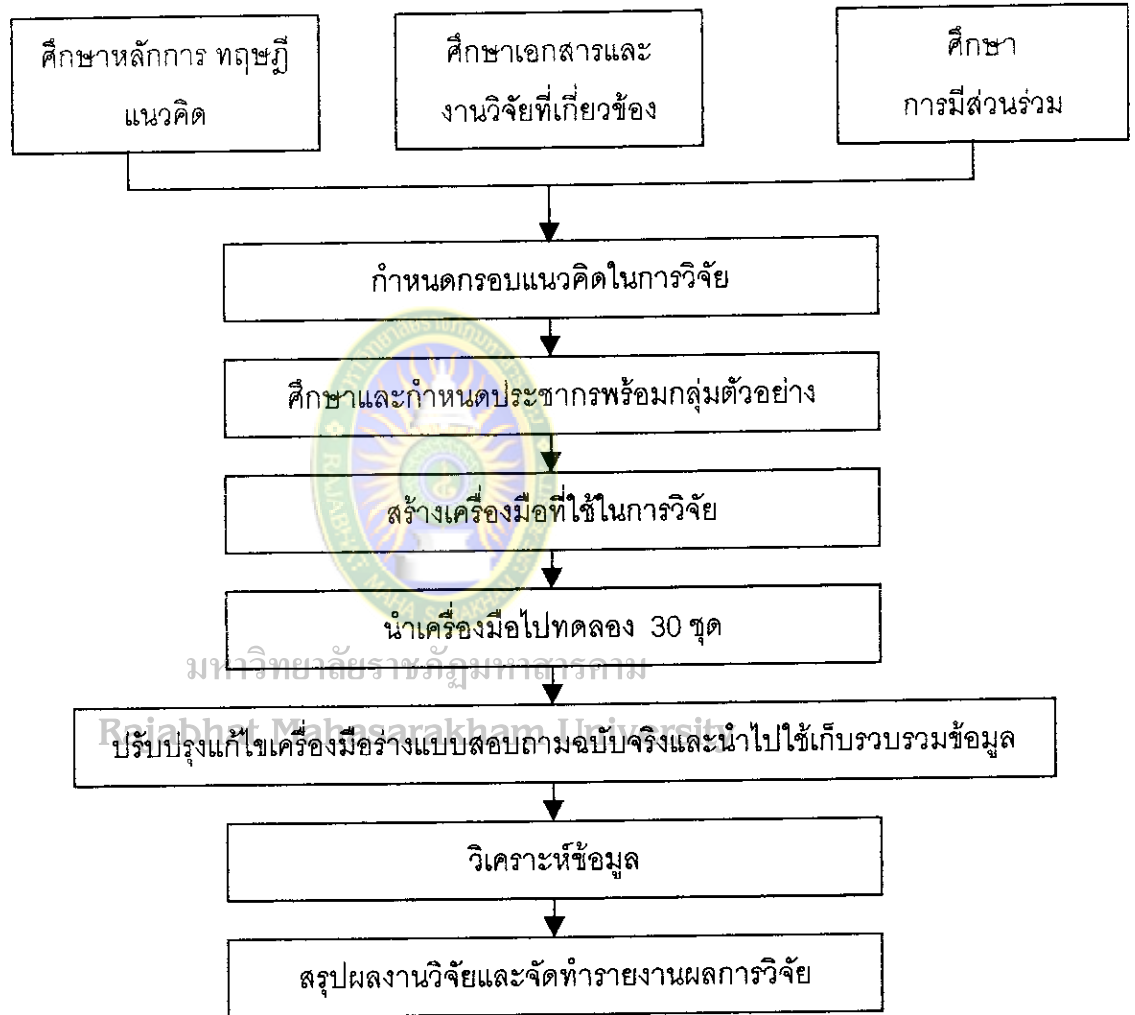 ศึกษาหลักการ ทฤษฎี
แนวคิด
ศึกษาเอกสารและ
งานวิจัยที่เกี่ยวข้อง
ศึกษา
การมีส่วนร่วม
กำหนดกรอบแนวคิดในการวิจัย
ศึกษาและกำหนดประชากรพร้อมกลุ่มตัวอย่าง
สร้างเครื่องมือที่ใช้ในการวิจัย
นำเครื่องมือไปทดลอง 30 ชุด
มหาวิทยาลัยราชภัฏมหาสารคาม
Rajabhat Mahasarakham University
ปรับปรุงแก้ไขเครื่องมือร่างแบบสอบถามฉบับจริงและนำไปใช้เก็บรวบรวมข้อมูล
วิเคราะห์ข้อมูล
สรุปผลงานวิจัยและจัดทำรายงานผลการวิจัย